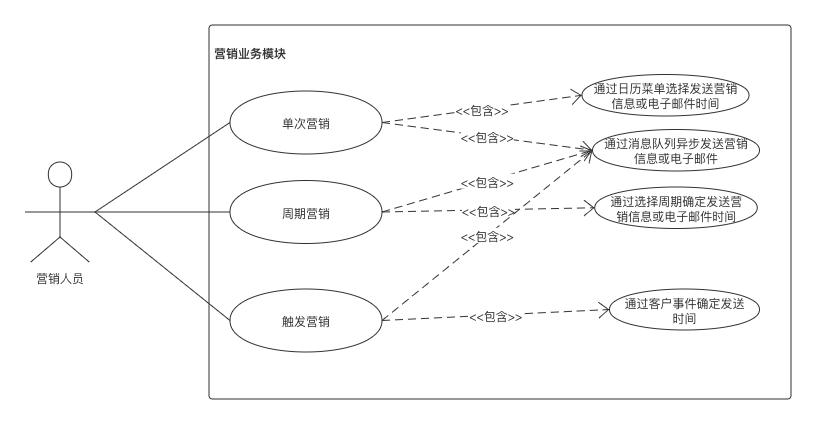 营销业务模块
通过日历菜单选择发送营销
信息或电子邮件时间
<<包含>>
单次营销
<<包含>>
通过消息队列异步发送营销
信息或电子邮件
<<包含>>
周期营销
<<包含>>
通过选择周期确定发送营
销信息或电子邮件时间
<<包含>>
营销人员
触发营销
<<包含>>
通过客户事件确定发送
时间